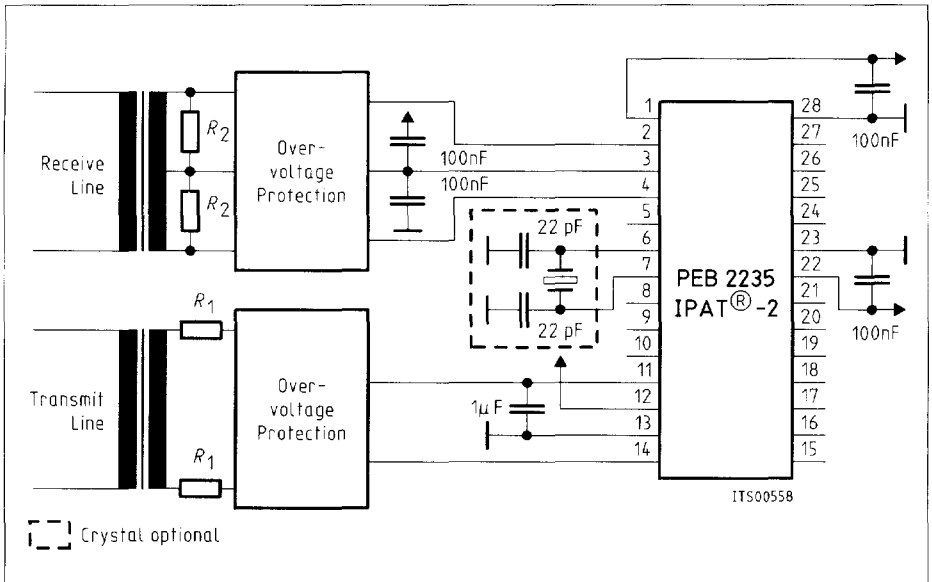 Receive
Line
R2
R2
Over-
voltage
Protection
100nF
100nF
22 pF
22 pF
1µF
Transmit
Line
R1
R1
Over-
voltage
Protection
1
2
3
4
5
6
7
8
9
10
11
12
13
14
PEB 2235
IPAT®-2
28
27
26
25
24
23
22
21
20
19
18
17
16
15
100nF
100nF
ITS00558
Crystal optional